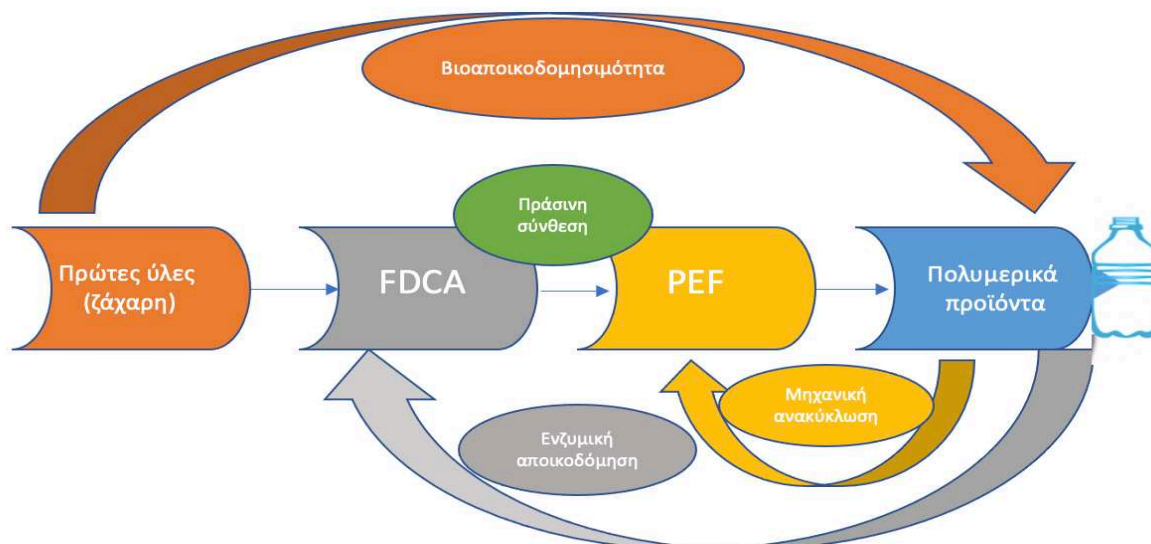 Βιοαποικοδομησιμότητα
Πράσινη
σύνθεση
Πρώτες ύλες
(ζάχαρη)
FDCA
PEF
Πολυμερικά
προϊόντα
Μηχανική
ανακύκλωση
Ενζυμική
αποικοδόμηση